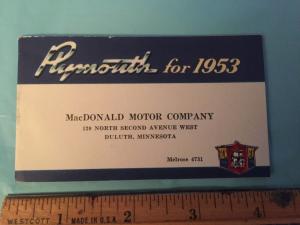 Plymouth for 1953
MacDONALD MOTOR COMPANY
120 NORTH SECOND AVENUE WEST
DULUTH, MINNESOTA
Melrose 4731
1 2 3 4
WESTCOTT MADE IN U.S.A.